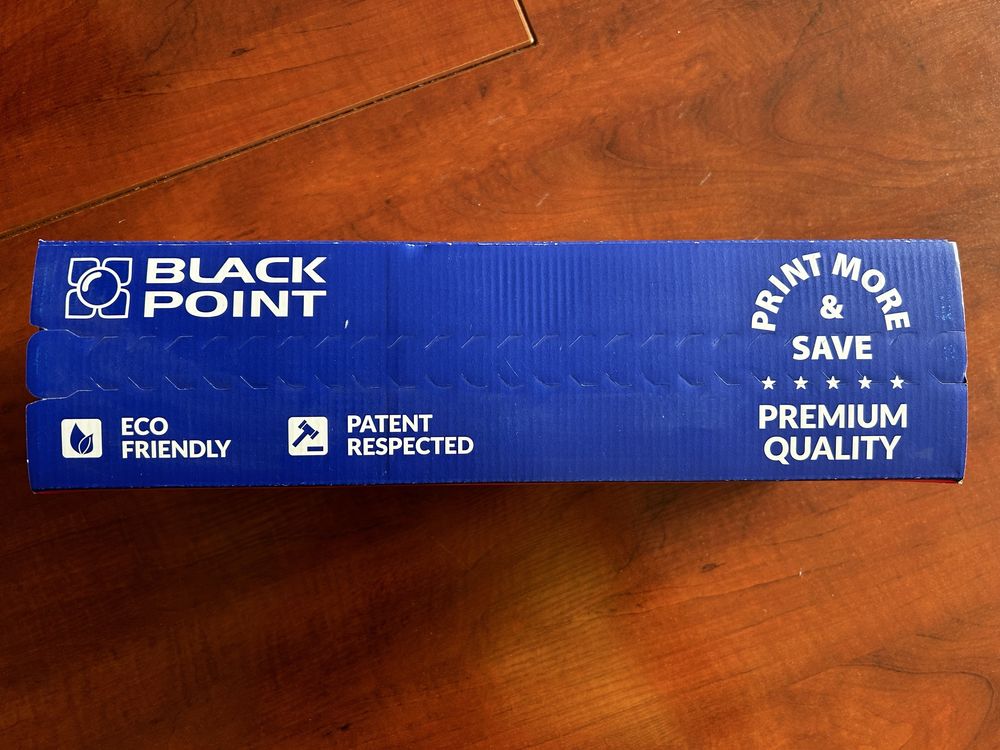 BLACK
POINT
PRINT MORE
&
SAVE
ECO
FRIENDLY
PATENT
RESPECTED
PREMIUM
QUALITY